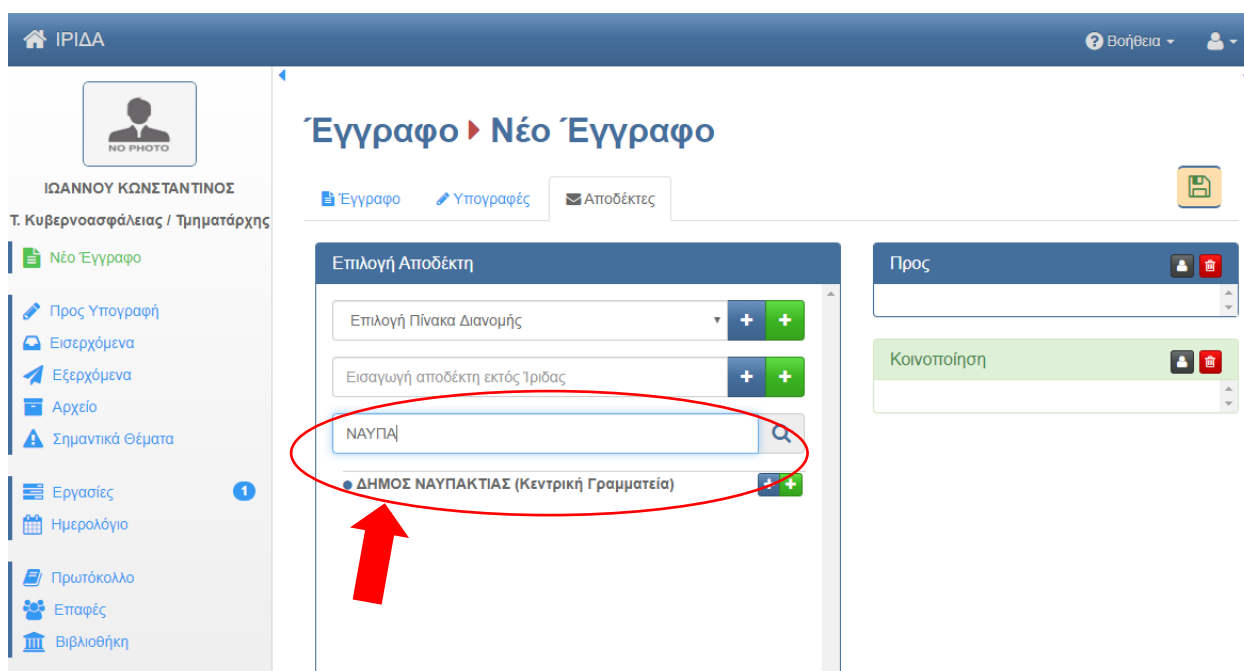 ΙΡΙΔΑ
Βοήθεια
NO PHOTO
ΙΩΑΝΝΟΥ ΚΩΝΣΤΑΝΤΙΝΟΣ
Τ. Κυβερνοασφάλειας / Τμηματάρχης
Νέο Έγγραφο
Προς Υπογραφή
Εισερχόμενα
Εξερχόμενα
Αρχείο
Σημαντικά Θέματα
Εργασίες 1
Ημερολόγιο
Πρωτόκολλο
Επαφές
Βιβλιοθήκη
Έγγραφο Νέο Έγγραφο
Έγγραφο Υπογραφές Αποδέκτες
Επιλογή Αποδέκτη
Επιλογή Πίνακα Διανομής
Εισαγωγή αποδέκτη εκτός Ίριδας
ΝΑΥΠΑ
ΔΗΜΟΣ ΝΑΥΠΑΚΤΙΑΣ (Κεντρική Γραμματεία)
Προς
Κοινοποίηση